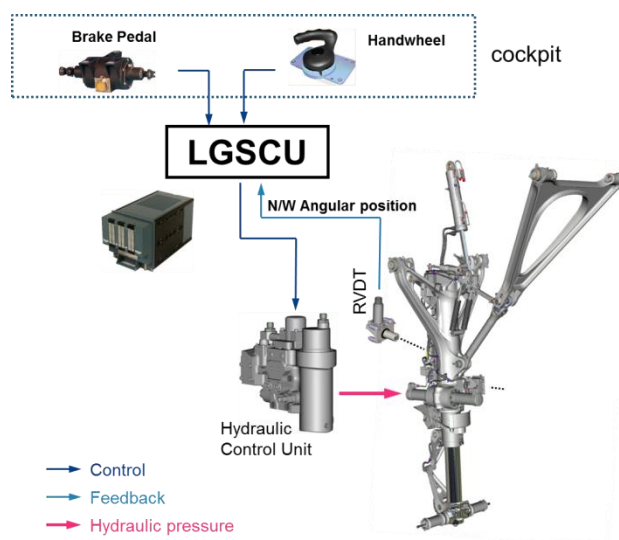 Brake Pedal
Handwheel
cockpit
LGSCU
N/W Angular position
RVDT
Hydraulic
Control Unit
Control
Feedback
Hydraulic pressure